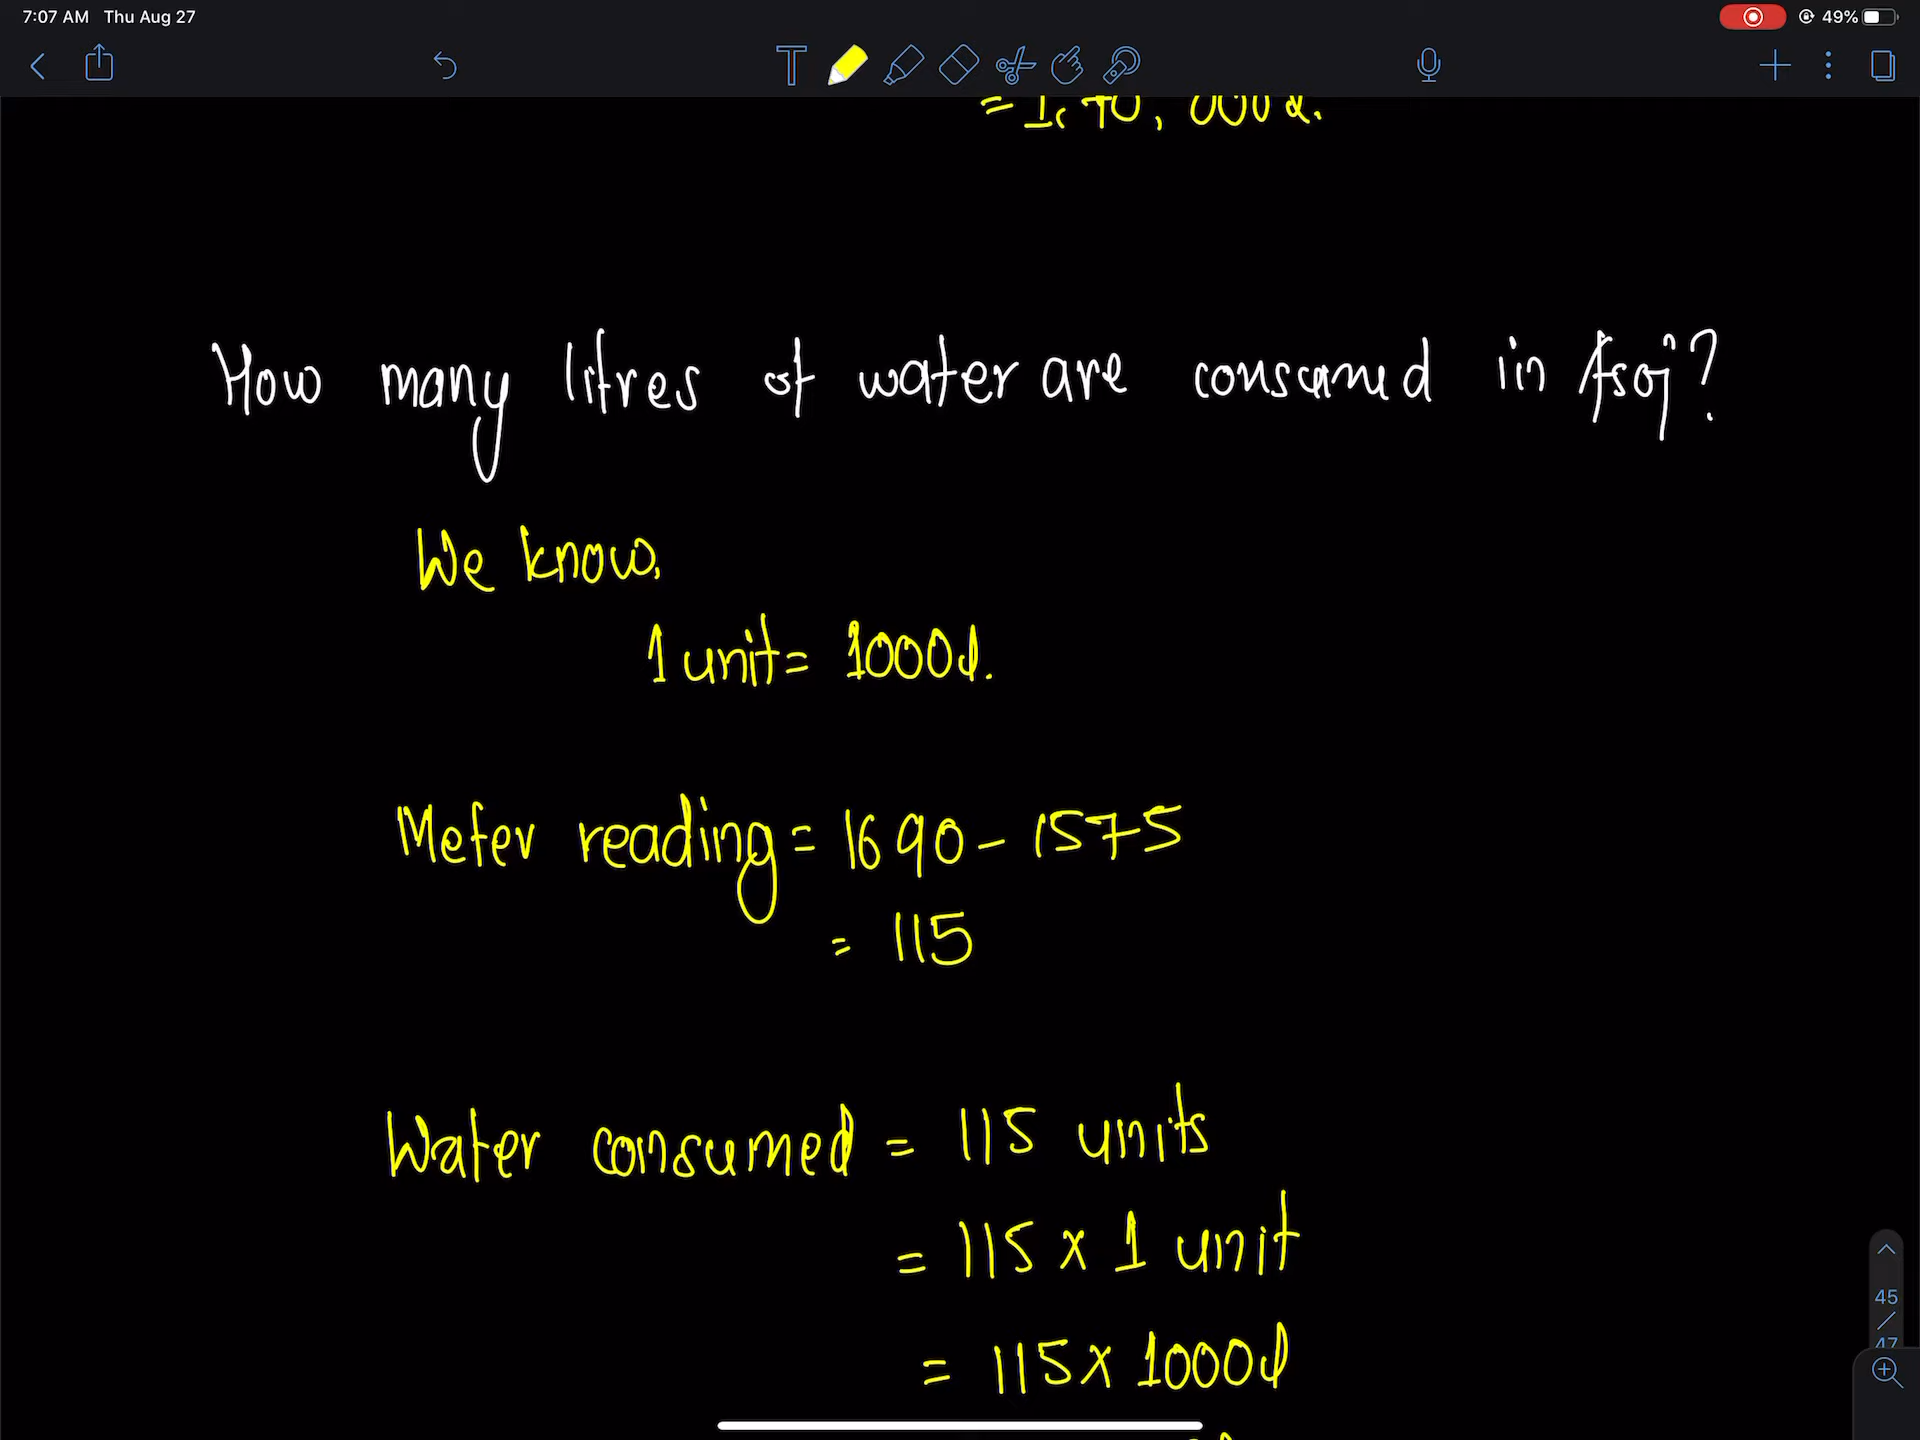 7:07 AM Thu Aug 27
49%
How many litres of water are consumed in Asoj?
We know,
1 unit = 1000l.
Meter reading = 1690 - 1575
= 115
Water consumed = 115 units
= 115 x 1 unit
= 115 x 1000l
45
/
47